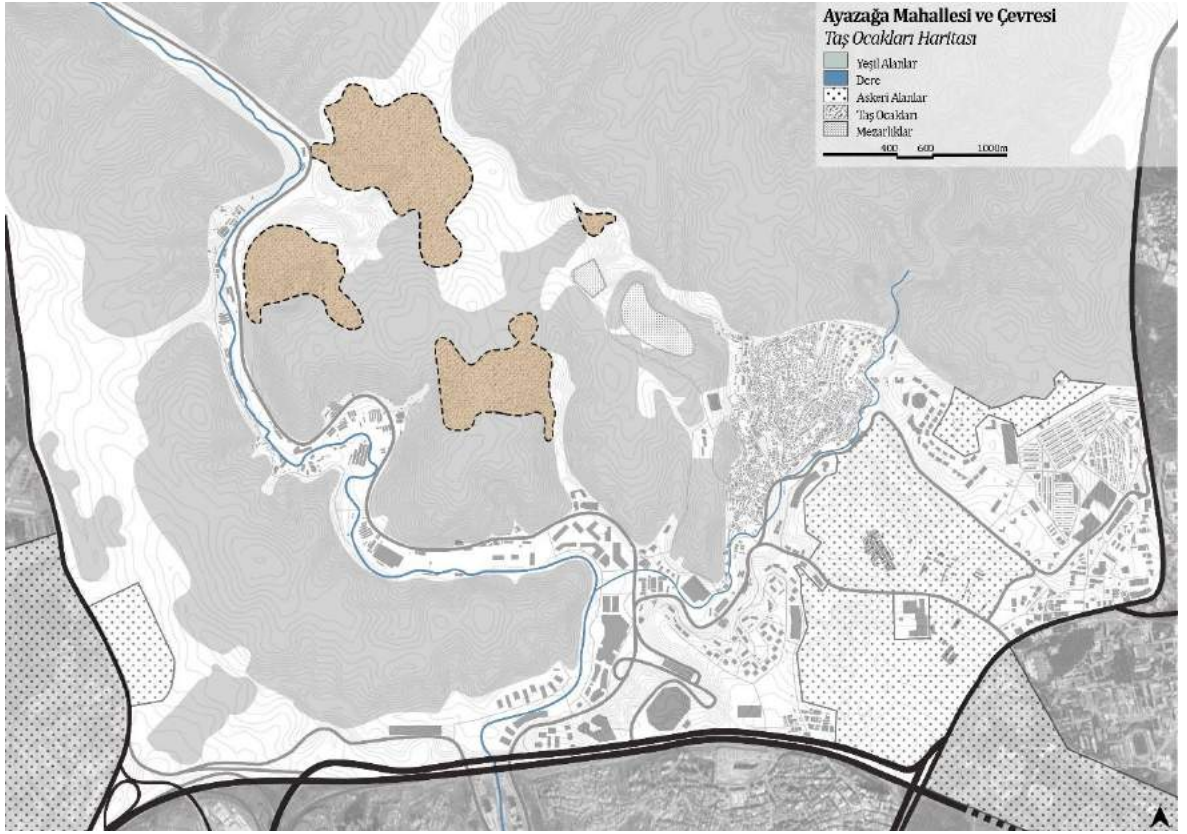 Ayazağa Mahallesi ve Çevresi
Taş Ocakları Haritası
Yeşil Alanlar
Dere
Askeri Alanlar
Taş Ocakları
Mezarlıklar
400 600 1000m